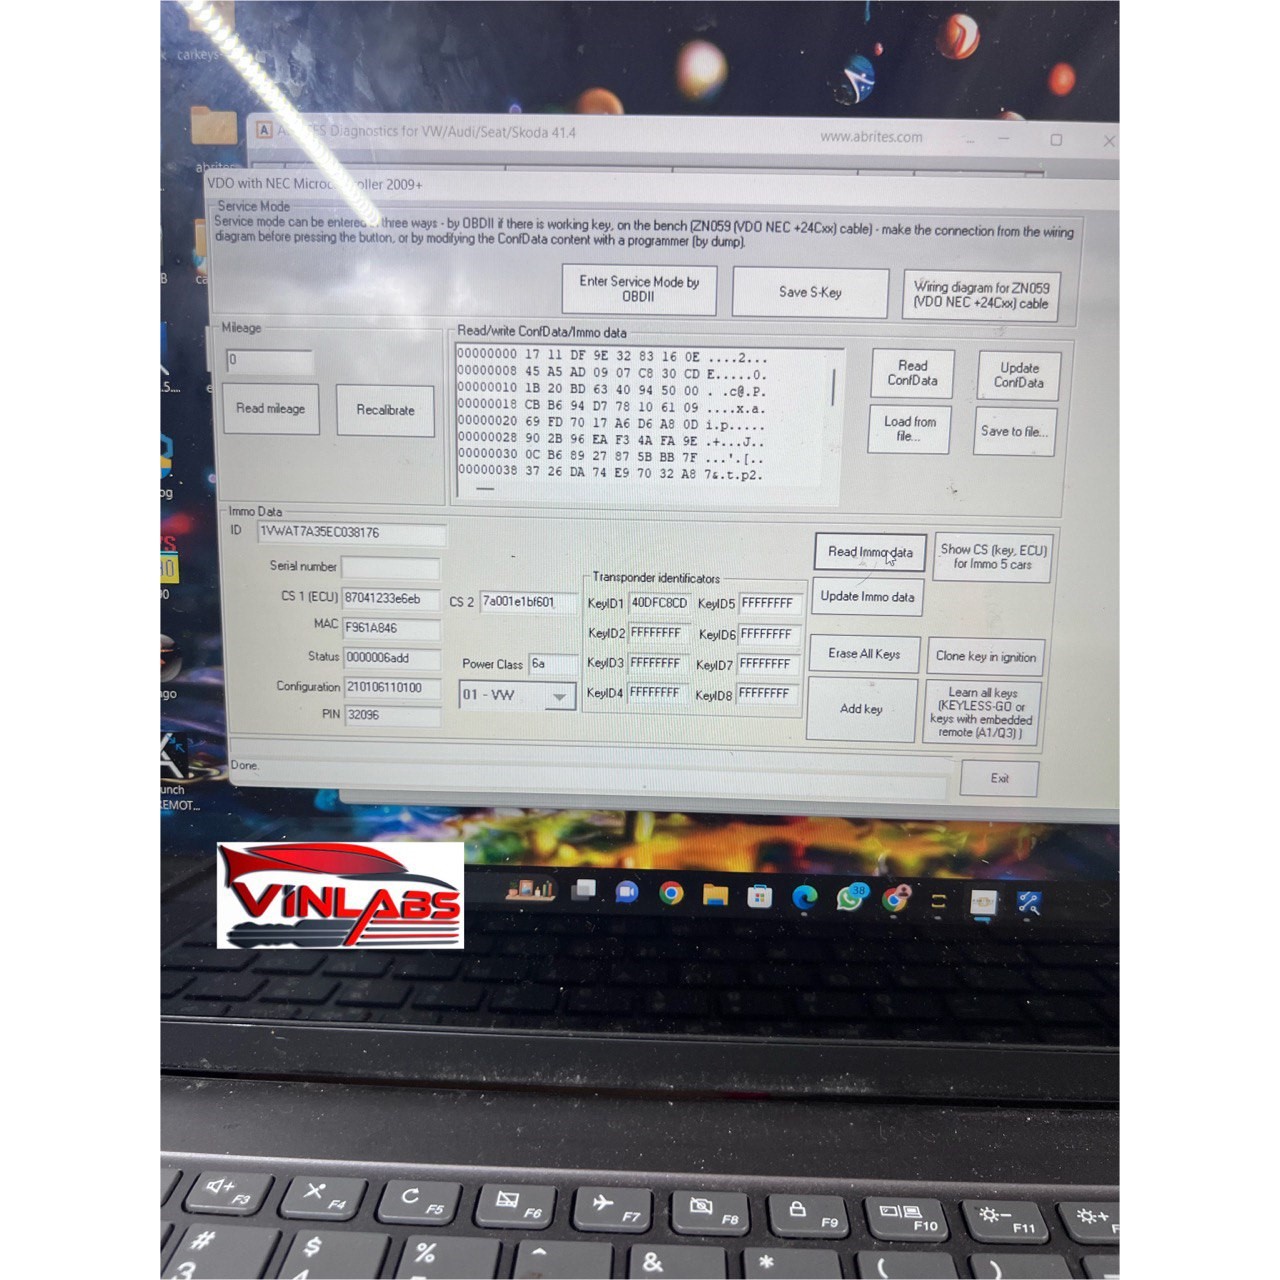 carkeys
A
Diagnostics for VW/Audi/Seat/Skoda 41.4
www.abrites.com
VDO with NEC Microcontroller 2009+
Service Mode
Service mode can be entered in three ways - by OBDII if there is working key, on the bench (ZN059 (VDO NEC +24Cxx) cable) - make the connection from the wiring
diagram before pressing the button, or by modifying the ConfData content with a programmer (by dump).
Enter Service Mode by
OBDII
Save S-Key
Wiring diagram for ZN059
(VDO NEC +24Cxx) cable
Mileage
0
Read mileage
Recalibrate
Read/write ConfData/Immo data
00000000 17 11 DF 9E 32 83 16 0E ....2...
00000008 45 A5 AD 09 07 C8 30 CD E.....0.
00000010 1B 20 BD 63 40 94 50 00 . .c@.P.
00000018 CB B6 94 D7 78 10 61 09 ....x.a.
00000020 69 FD 70 17 A6 D6 A8 0D i.p.....
00000028 90 2B 96 EA F3 4A FA 9E .+...J..
00000030 0C B6 89 27 87 5B BB 7F ...'.[..
00000038 37 26 DA 74 E9 70 32 A8 7&.t.p2.
Read
ConfData
Update
ConfData
Load from
file...
Save to file...
Immo Data
ID 1VWAT7A35EC038176
Serial number
CS 1 (ECU) 87041233e6eb
CS 2 7a001e1bf601
MAC F961A846
Status 0000006add
Power Class 6a
Configuration 210106110100
01 - VW
PIN 32096
Transponder identificators
KeyID1 40DFC8CD KeyID5 FFFFFFFF
KeyID2 FFFFFFFF KeyID6 FFFFFFFF
KeyID3 FFFFFFFF KeyID7 FFFFFFFF
KeyID4 FFFFFFFF KeyID8 FFFFFFFF
Read Immo data
Show CS (key, ECU)
for Immo 5 cars
Update Immo data
Erase All Keys
Clone key in ignition
Add key
Learn all keys
(KEYLESS-GO or
keys with embedded
remote (A1/Q3) )
Done.
Exit
VINLABS
38
F3
F4
F5
F6
F7
F8
F9
F10
F11
#
3
$
%
^
&
*
(
)